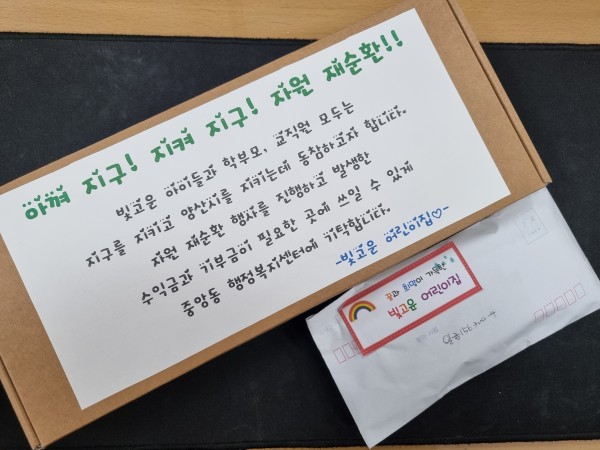 아껴 지구! 지켜 지구! 자원 재순환!!
빛고운 아이들과 학부모, 교직원 모두는
지구를 지키고 양산시를 지키는데 동참하고자 합니다.
자원 재순환 행사를 진행하고 발생한
수익금과 기부금이 필요한 곳에 쓰일 수 있게
중앙동 행정복지센터에 기탁합니다.
-빛고운 어린이집♡-
꿈과 희망이 가득한
빛고운 어린이집